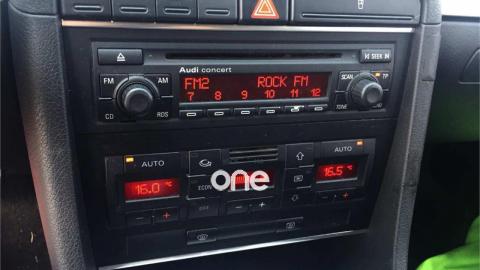 SEEK
Audi concert
FM AM
FM2 ROCK FM
SCAN TP
7 8 9 10 11 12
CD RDS
TONE
AUTO AUTO
16.0 °C
ECON
one
16.5 °C